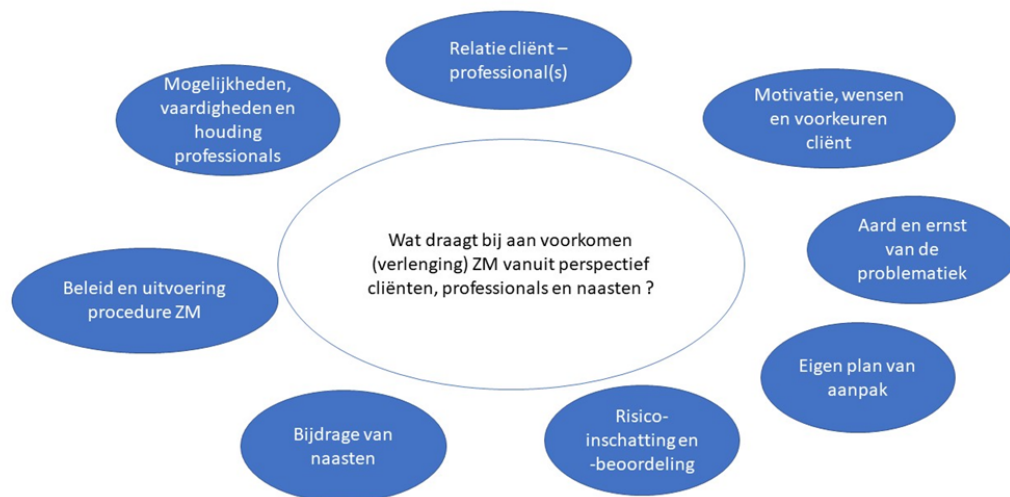 Relatie cliënt –
professional(s)
Mogelijkheden,
vaardigheden en
houding
professionals
Motivatie, wensen
en voorkeuren
cliënt
Aard en ernst
van de
problematiek
Wat draagt bij aan voorkomen
(verlenging) ZM vanuit perspectief
cliënten, professionals en naasten ?
Beleid en uitvoering
procedure ZM
Eigen plan van
aanpak
Bijdrage van
naasten
Risico-
inschatting en
-beoordeling